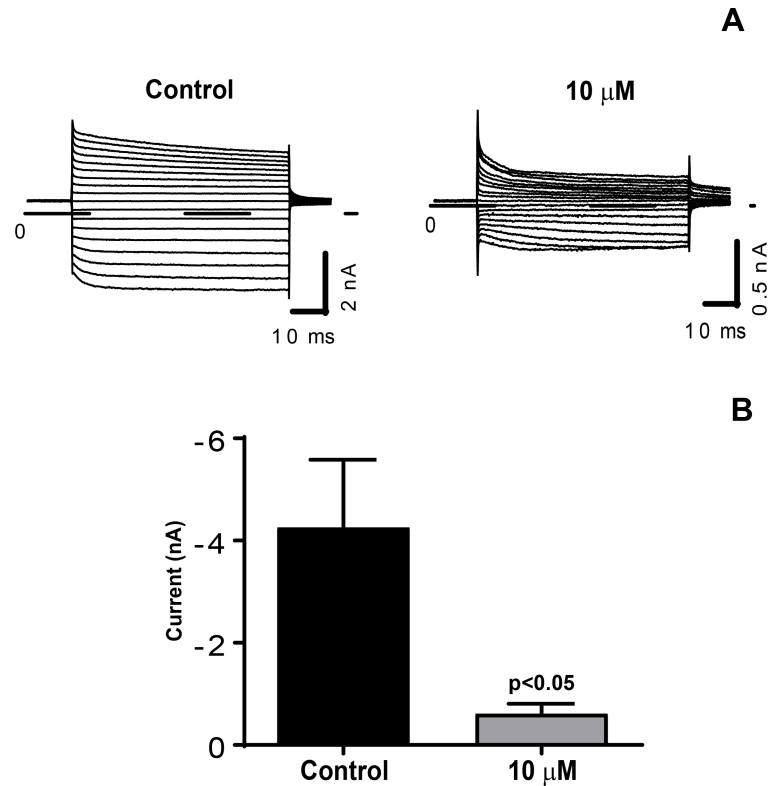 A
Control
10 μM
0
2 nA
10 ms
0
0.5 nA
10 ms
B
-6
-4
-2
0
Current (nA)
p<0.05
Control
10 μM